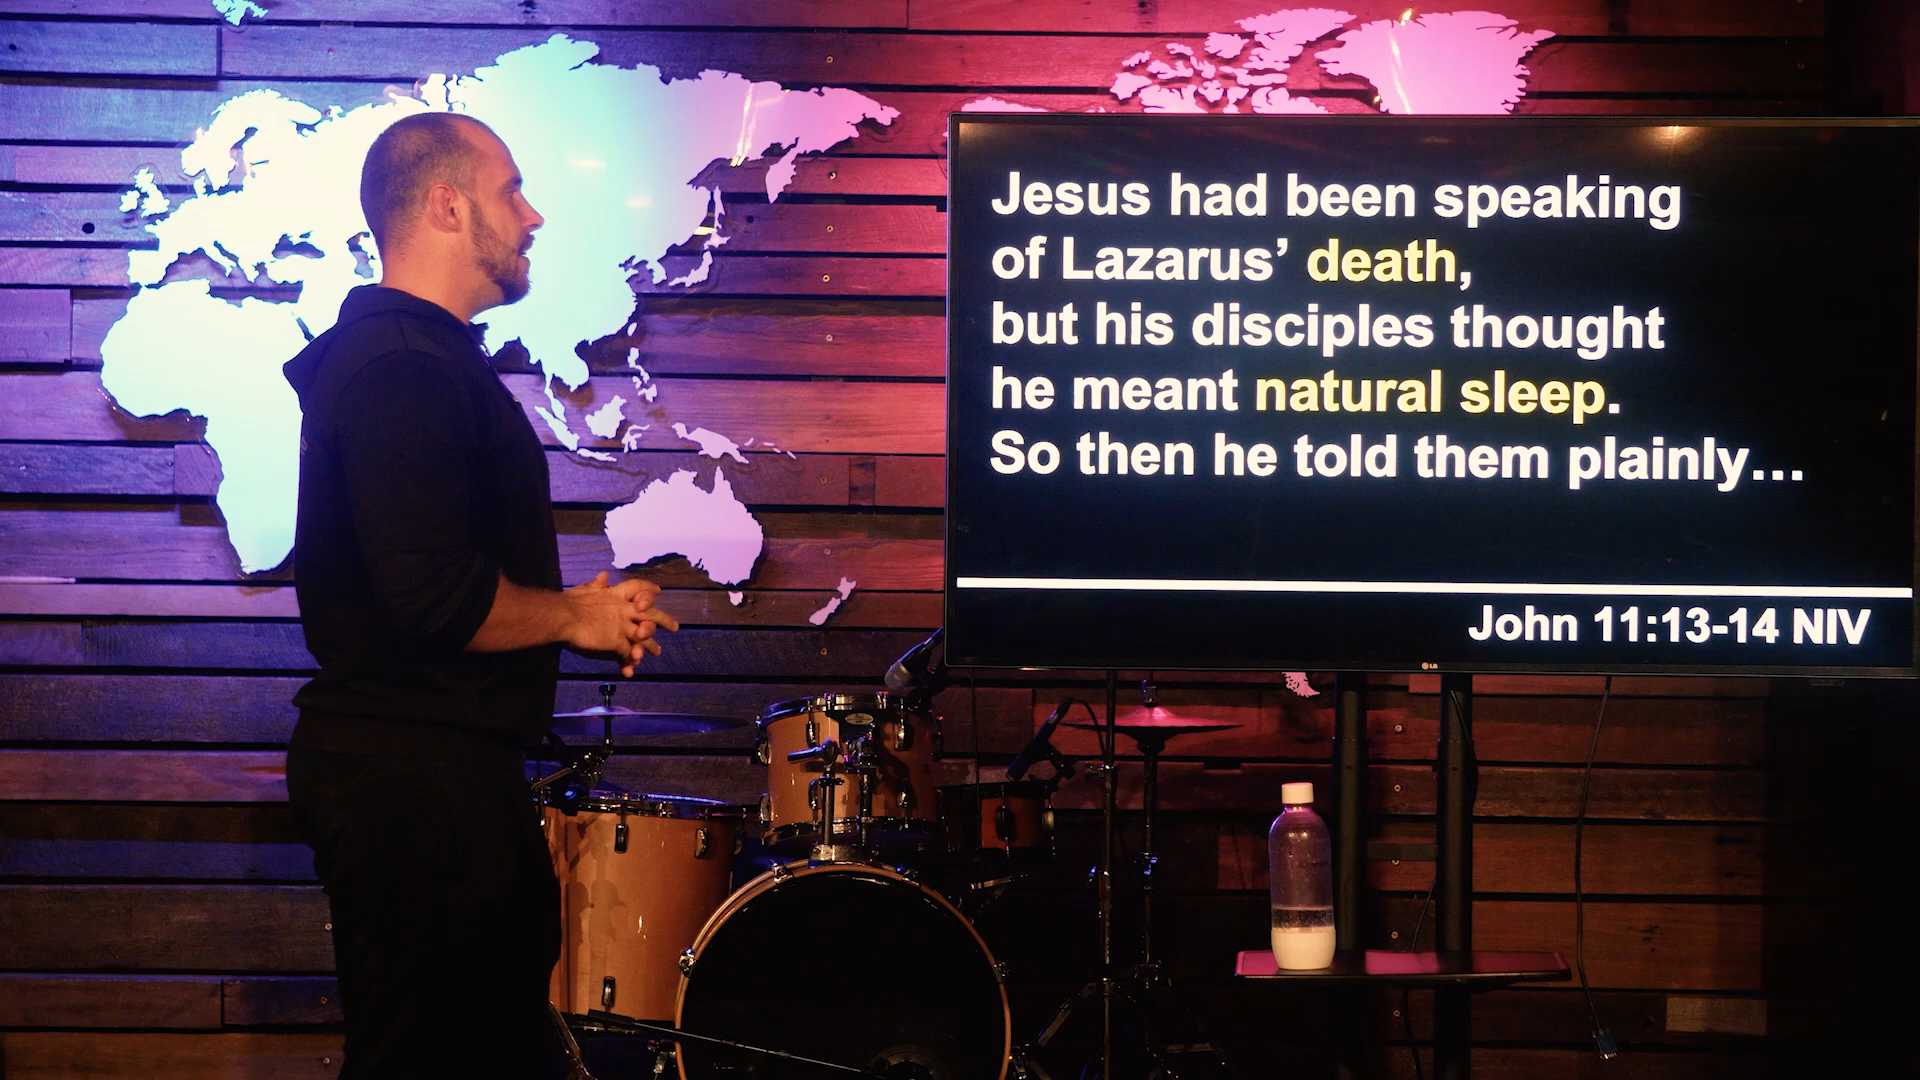 Jesus had been speaking
of Lazarus’ death,
but his disciples thought
he meant natural sleep.
So then he told them plainly…
John 11:13-14 NIV
LG